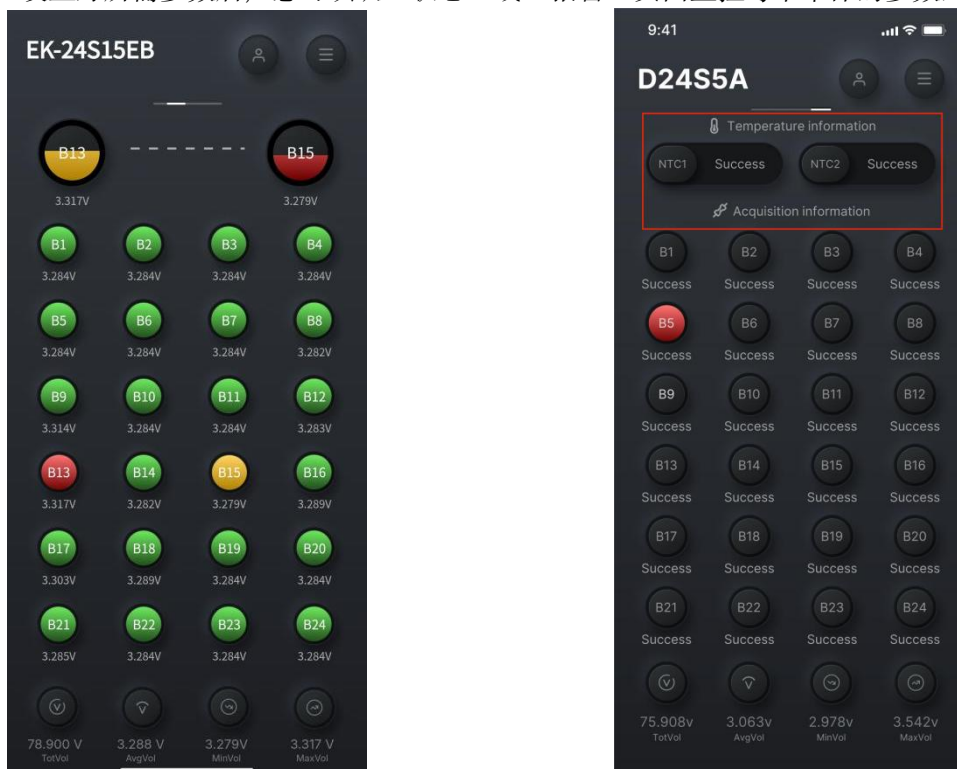 EK-24S15EB
B13
B15
3.317V
3.279V
B1 B2 B3 B4
3.284V 3.284V 3.284V 3.284V
B5 B6 B7 B8
3.284V 3.284V 3.284V 3.282V
B9 B10 B11 B12
3.314V 3.284V 3.284V 3.283V
B13 B14 B15 B16
3.317V 3.282V 3.279V 3.289V
B17 B18 B19 B20
3.303V 3.289V 3.284V 3.284V
B21 B22 B23 B24
3.285V 3.284V 3.284V 3.284V
78.900 V 3.288 V 3.279V 3.317 V
TotVol AvgVol MinVol MaxVol
9:41
D24S5A
Temperature information
NTC1 Success NTC2 Success
Acquisition information
B1 B2 B3 B4
Success Success Success Success
B5 B6 B7 B8
Success Success Success Success
B9 B10 B11 B12
Success Success Success Success
B13 B14 B15 B16
Success Success Success Success
B17 B18 B19 B20
Success Success Success Success
B21 B22 B23 B24
Success Success Success Success
75.908v 3.063v 2.978v 3.542v
TotVol AvgVol MinVol MaxVol